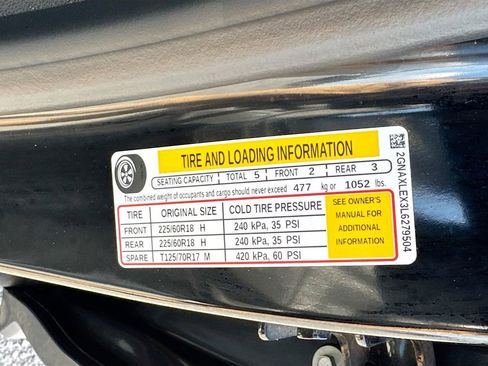 TIRE AND LOADING INFORMATION
SEATING CAPACITY TOTAL 5 FRONT 2 REAR 3
The combined weight of occupants and cargo should never exceed 477 kg or 1052 lbs.
TIRE ORIGINAL SIZE COLD TIRE PRESSURE
FRONT 225/60R18 H 240 kPa, 35 PSI
REAR 225/60R18 H 240 kPa, 35 PSI
SPARE T125/70R17 M 420 kPa, 60 PSI
SEE OWNER'S
MANUAL FOR
ADDITIONAL
INFORMATION
2GNAXLEX3L6279504